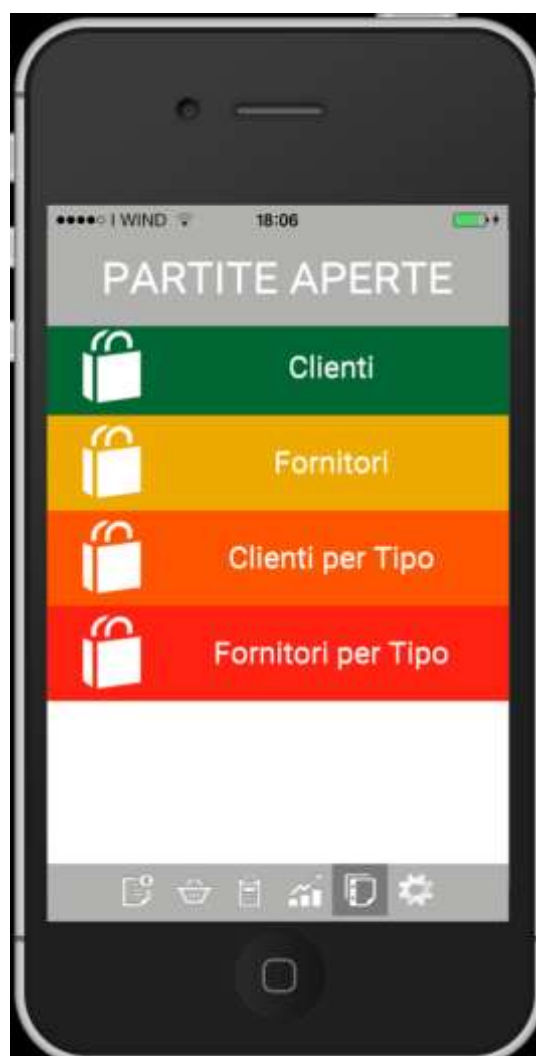 WIND 18:06
PARTITE APERTE
Clienti
Fornitori
Clienti per Tipo
Fornitori per Tipo